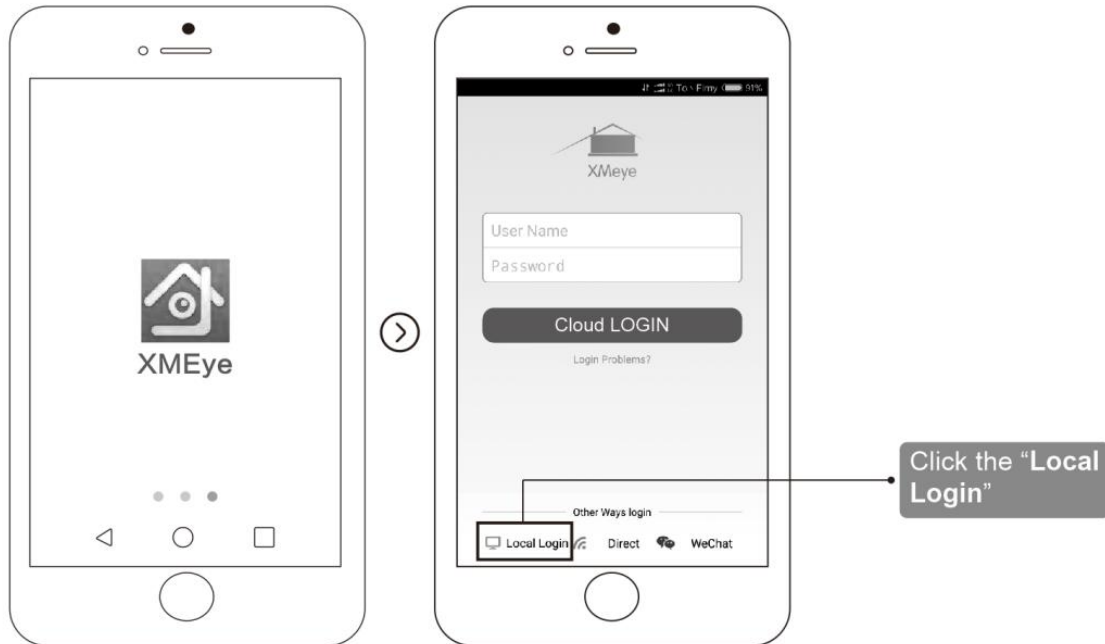 XMEye
91%
XMeye
User Name
Password
Cloud LOGIN
Login Problems?
Click the “Local
Login”
Other Ways login
Local Login Direct WeChat